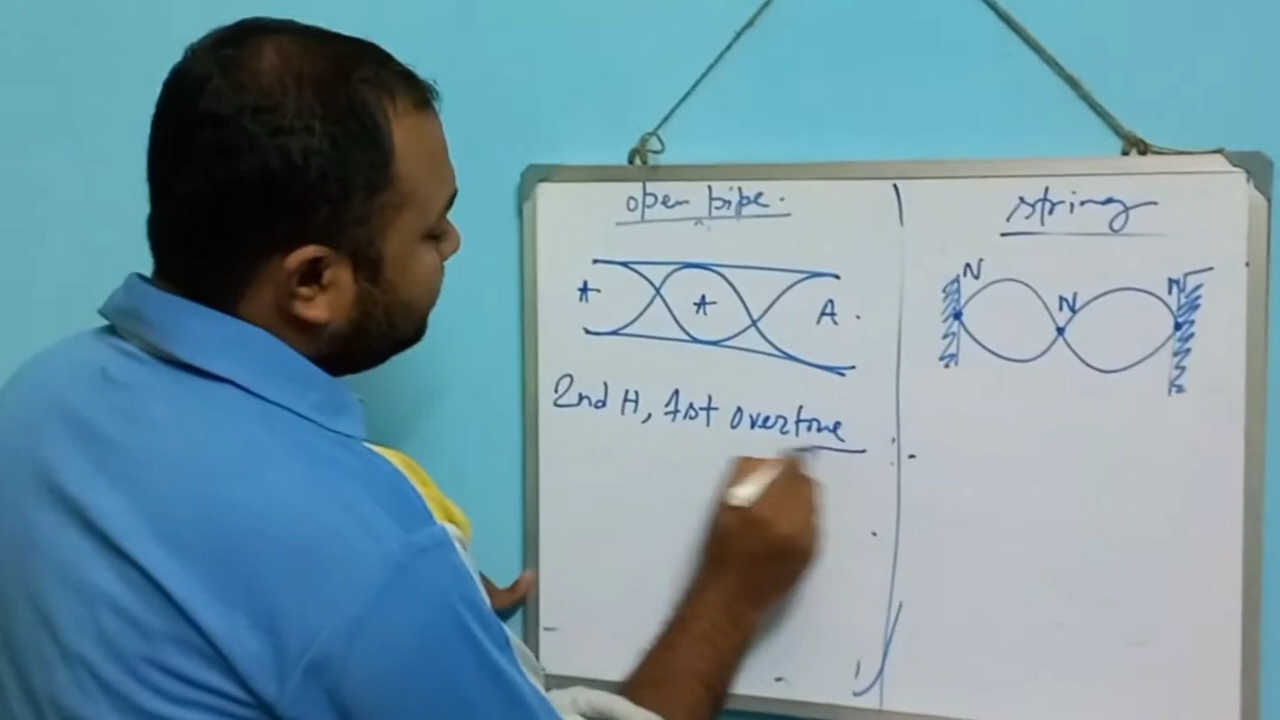 open pipe.
string
A A A
N N N
2nd H, 1st overtone